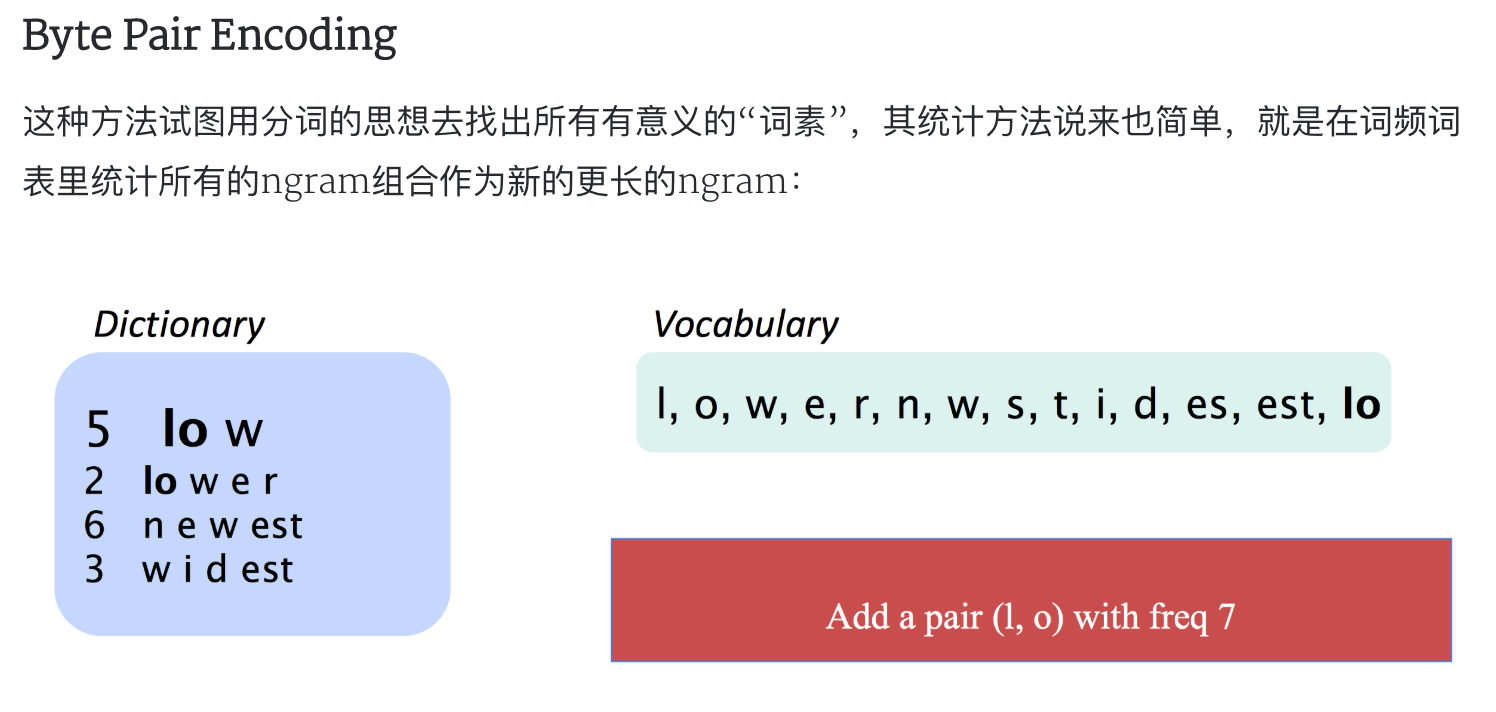 Byte Pair Encoding
这种方法试图用分词的思想去找出所有有意义的“词素”，其统计方法说来也简单，就是在词频词
表里统计所有的ngram组合作为新的更长的ngram：
Dictionary
5 lo w
2 lo w e r
6 n e w est
3 w i d est
Vocabulary
l, o, w, e, r, n, w, s, t, i, d, es, est, lo
Add a pair (l, o) with freq 7